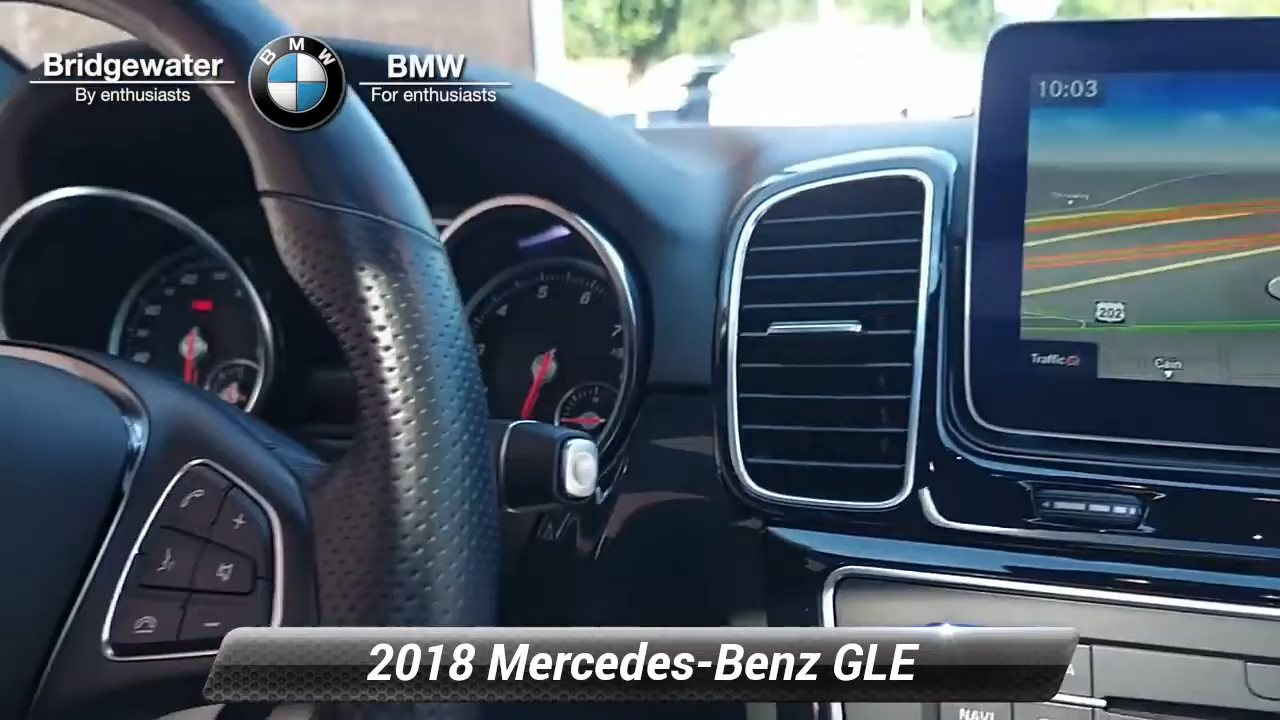 Bridgewater
By enthusiasts
BMW
BMW
For enthusiasts
10:03
202
Traffic
4
5
6
7
+
-
NAVI
2018 Mercedes-Benz GLE